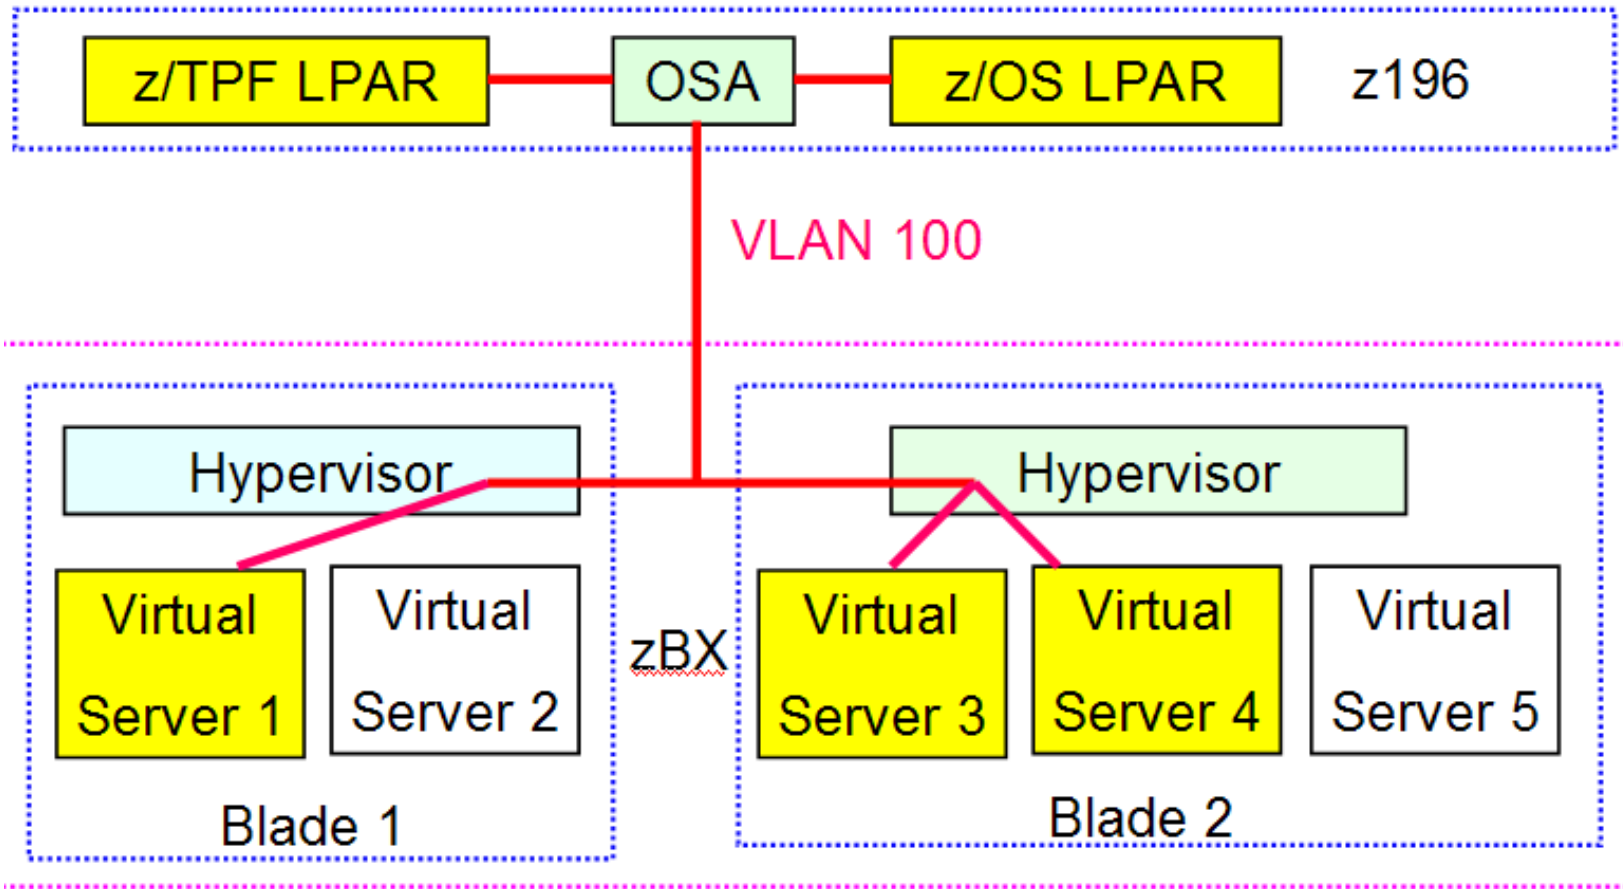 z/TPF LPAR
OSA
z/OS LPAR
z196
VLAN 100
Hypervisor
Hypervisor
Virtual
Server 1
Virtual
Server 2
zBX
Virtual
Server 3
Virtual
Server 4
Virtual
Server 5
Blade 1
Blade 2